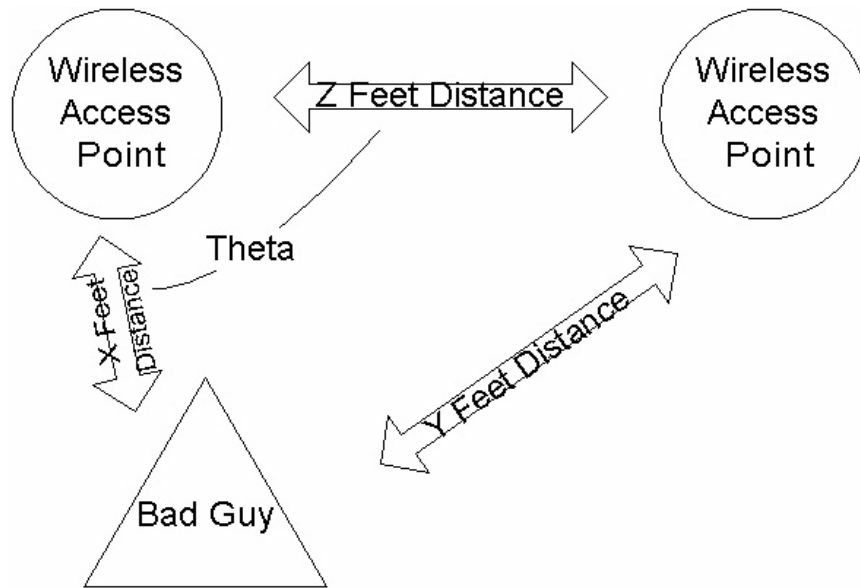 Wireless
Access
Point
Z Feet Distance
Wireless
Access
Point
Theta
X Feet
Distance
Y Feet Distance
Bad Guy